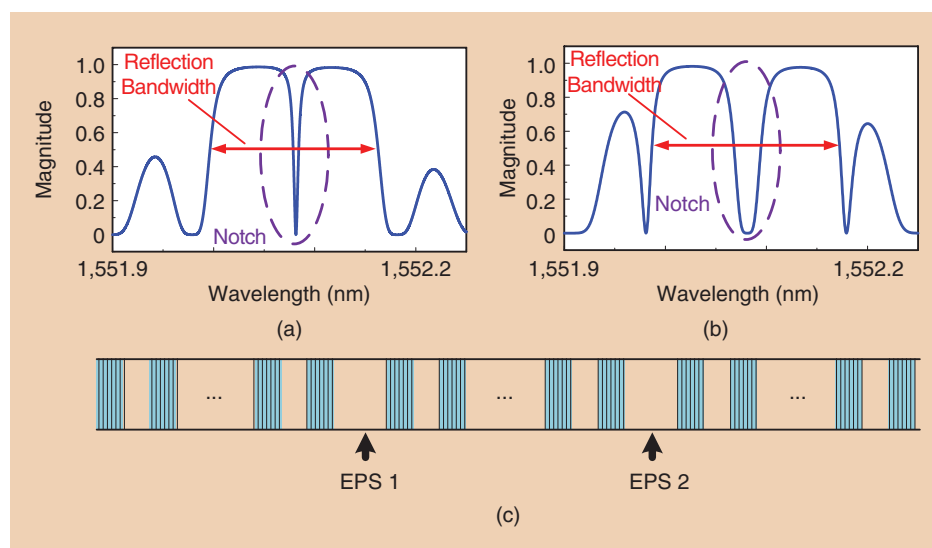 1.0
0.8
0.6
0.4
0.2
0
Magnitude
Reflection
Bandwidth
Notch
1,551.9
1,552.2
Wavelength (nm)
(a)
1.0
0.8
0.6
0.4
0.2
0
Magnitude
Reflection
Bandwidth
Notch
1,551.9
1,552.2
Wavelength (nm)
(b)
...
...
...
EPS 1
EPS 2
(c)